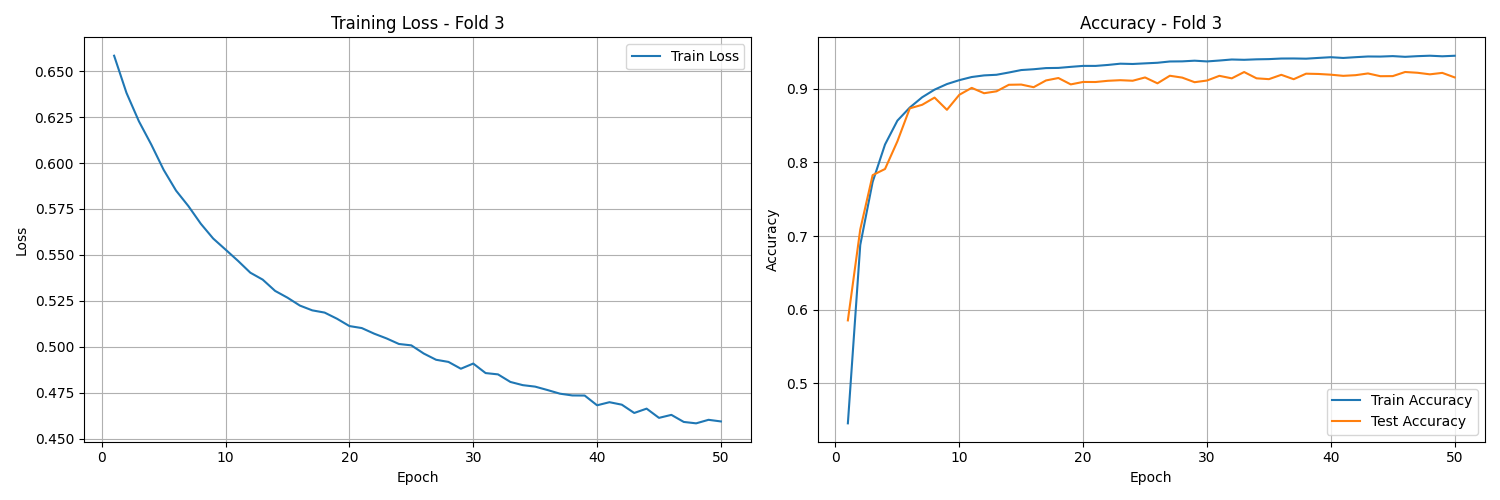 Training Loss - Fold 3
Train Loss
0.650
0.625
0.600
0.575
0.550
0.525
0.500
0.475
0.450
Loss
0 10 20 30 40 50
Epoch
Accuracy - Fold 3
0.9
0.8
0.7
0.6
0.5
Accuracy
Train Accuracy
Test Accuracy
0 10 20 30 40 50
Epoch